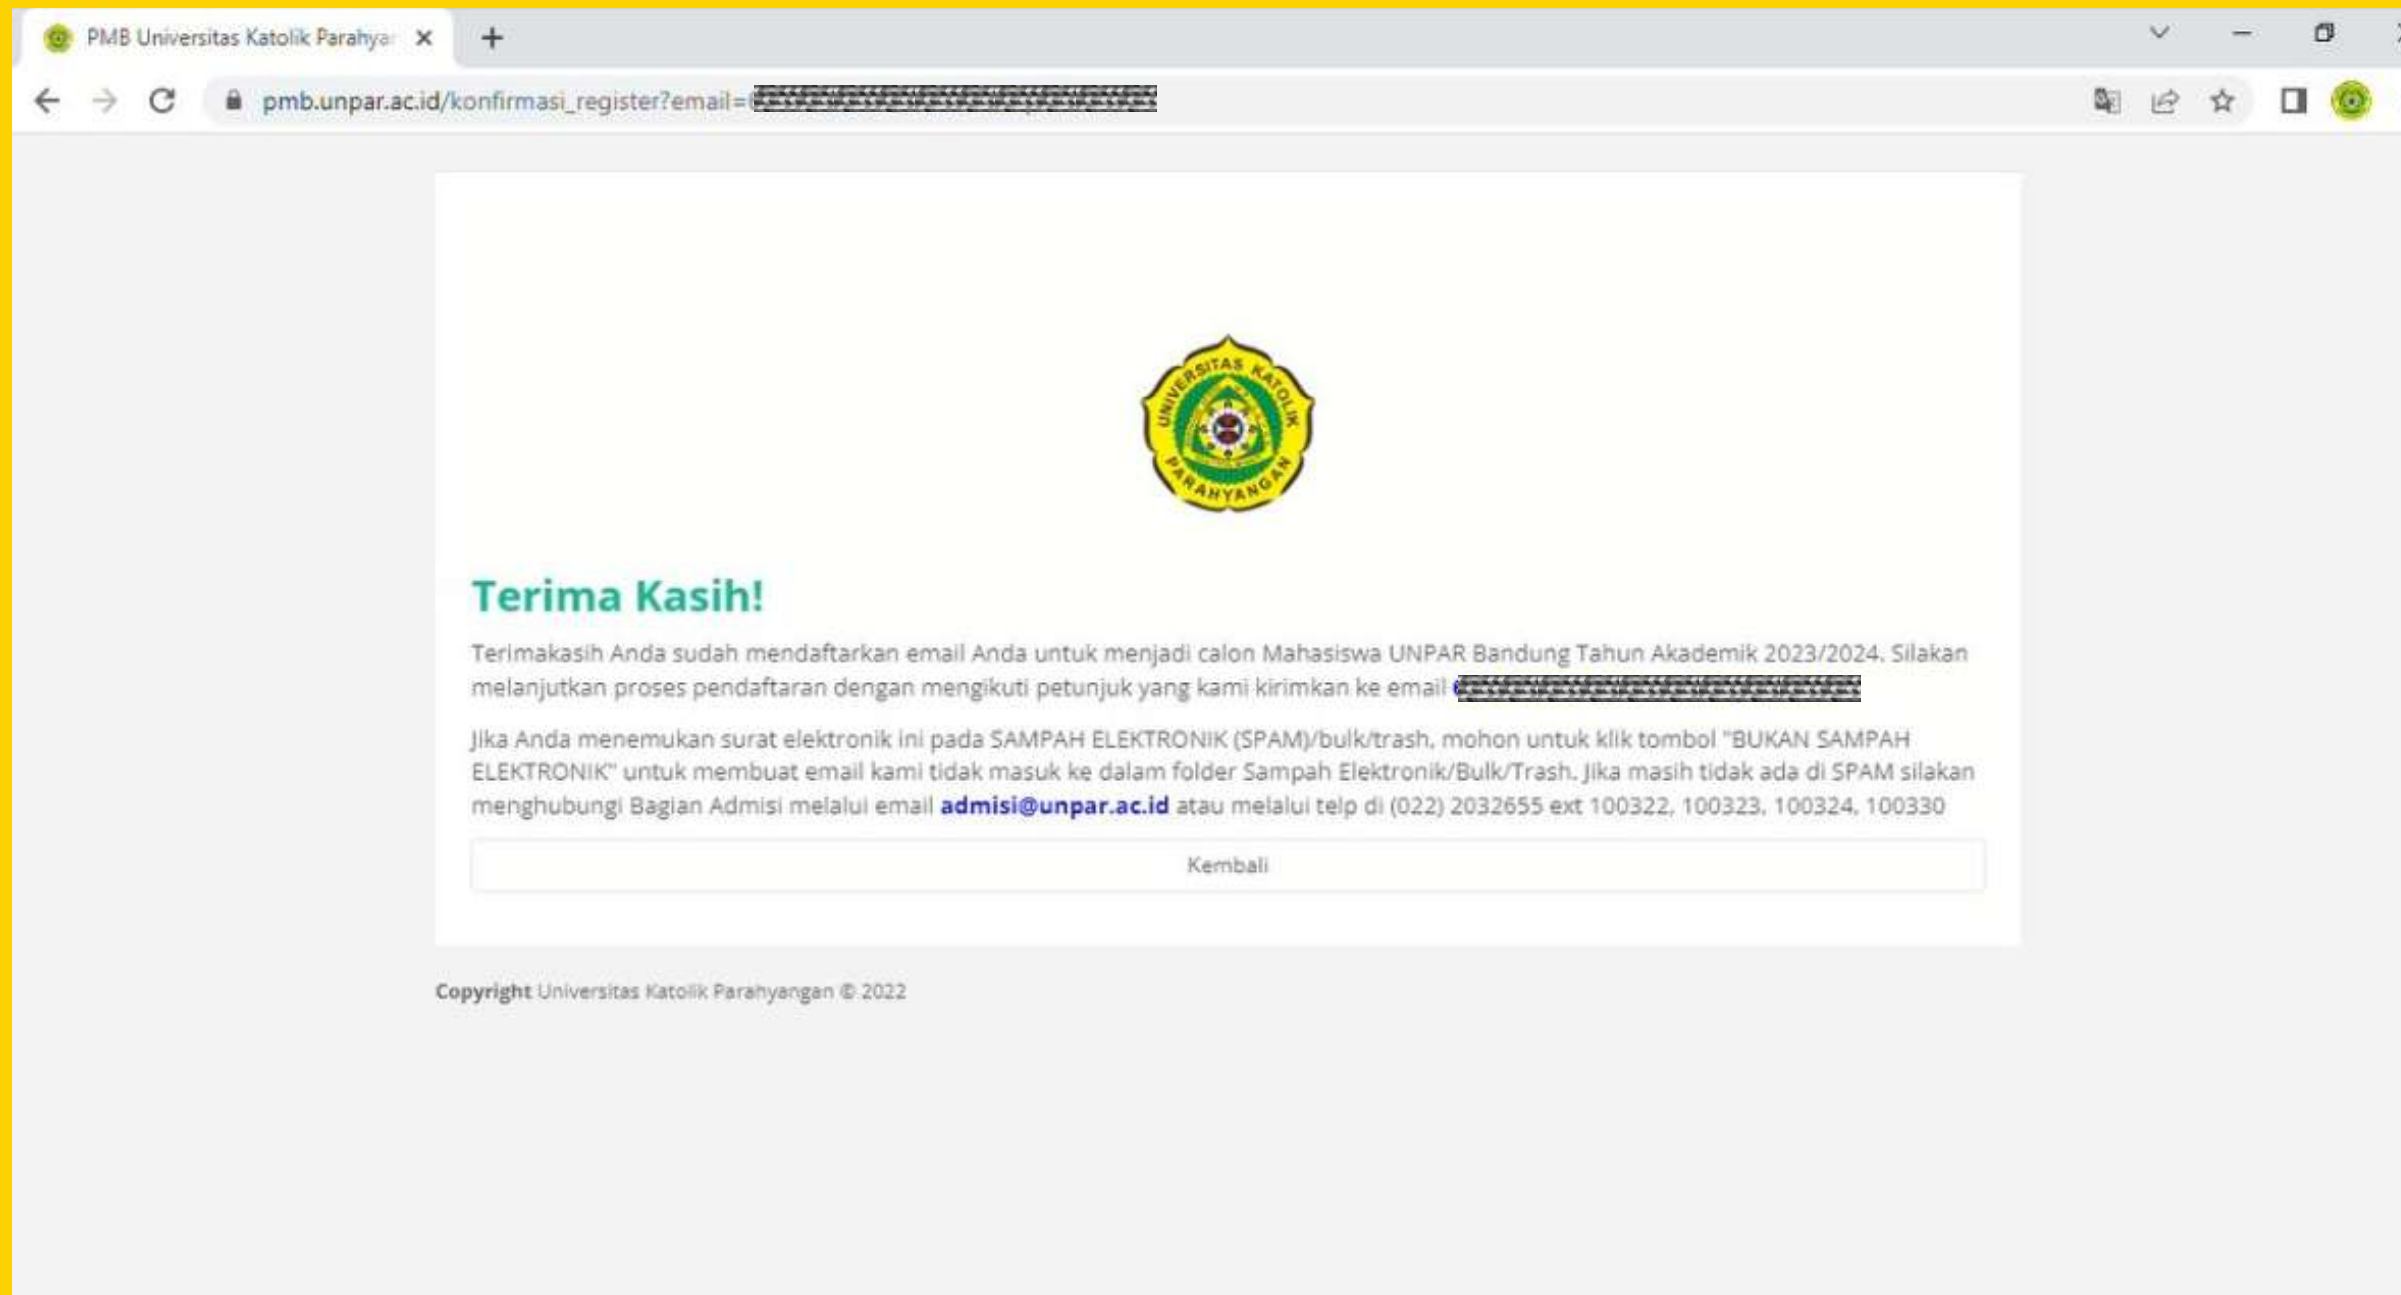 PMB Universitas Katolik Parahyar
pmb.unpar.ac.id/konfirmasi_register?email=
UNIVERSITAS KATOLIK
PARAHYANGAN
Terima Kasih!
Terimakasih Anda sudah mendaftarkan email Anda untuk menjadi calon Mahasiswa UNPAR Bandung Tahun Akademik 2023/2024. Silakan
melanjutkan proses pendaftaran dengan mengikuti petunjuk yang kami kirimkan ke email
Jika Anda menemukan surat elektronik ini pada SAMPAH ELEKTRONIK (SPAM)/bulk/trash, mohon untuk klik tombol "BUKAN SAMPAH
ELEKTRONIK" untuk membuat email kami tidak masuk ke dalam folder Sampah Elektronik/Bulk/Trash. Jika masih tidak ada di SPAM silakan
menghubungi Bagian Admisi melalui email admisi@unpar.ac.id atau melalui telp di (022) 2032655 ext 100322, 100323, 100324, 100330
Kembali
Copyright Universitas Katolik Parahyangan © 2022